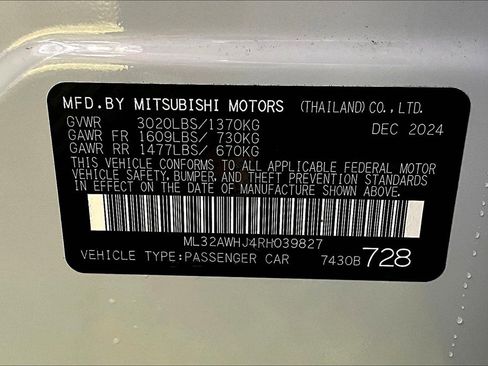 MFD.BY MITSUBISHI MOTORS (THAILAND) CO., LTD.
GVWR 3020LBS/1370KG DEC 2024
GAWR FR 1609LBS/ 730KG
GAWR RR 1477LBS/ 670KG
THIS VEHICLE CONFORMS TO ALL APPLICABLE FEDERAL MOTOR
VEHICLE SAFETY, BUMPER, AND THEFT PREVENTION STANDARDS
IN EFFECT ON THE DATE OF MANUFACTURE SHOWN ABOVE.
ML32AWHJ4RH039827
VEHICLE TYPE:PASSENGER CAR 7430B 728